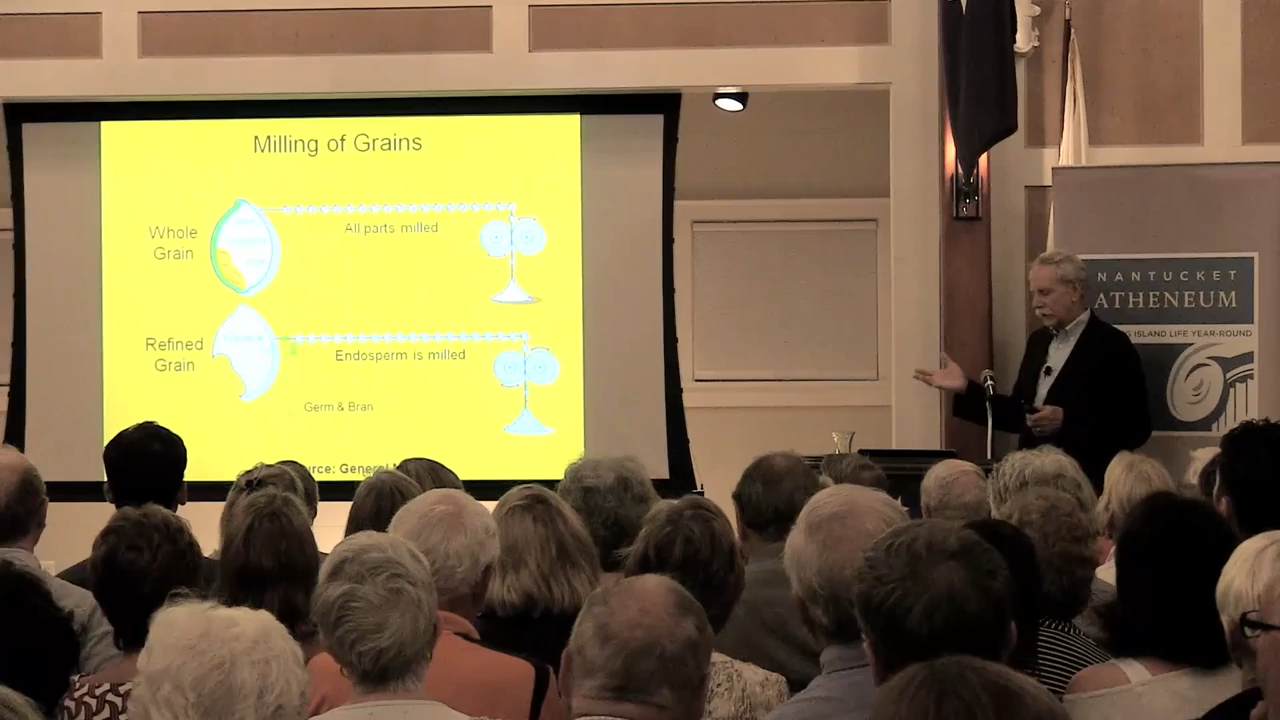 Milling of Grains
Whole
Grain
All parts milled
Refined
Grain
Endosperm is milled
Germ & Bran
General
NANTUCKET
ATHENEUM
ISLAND LIFE YEAR-ROUND